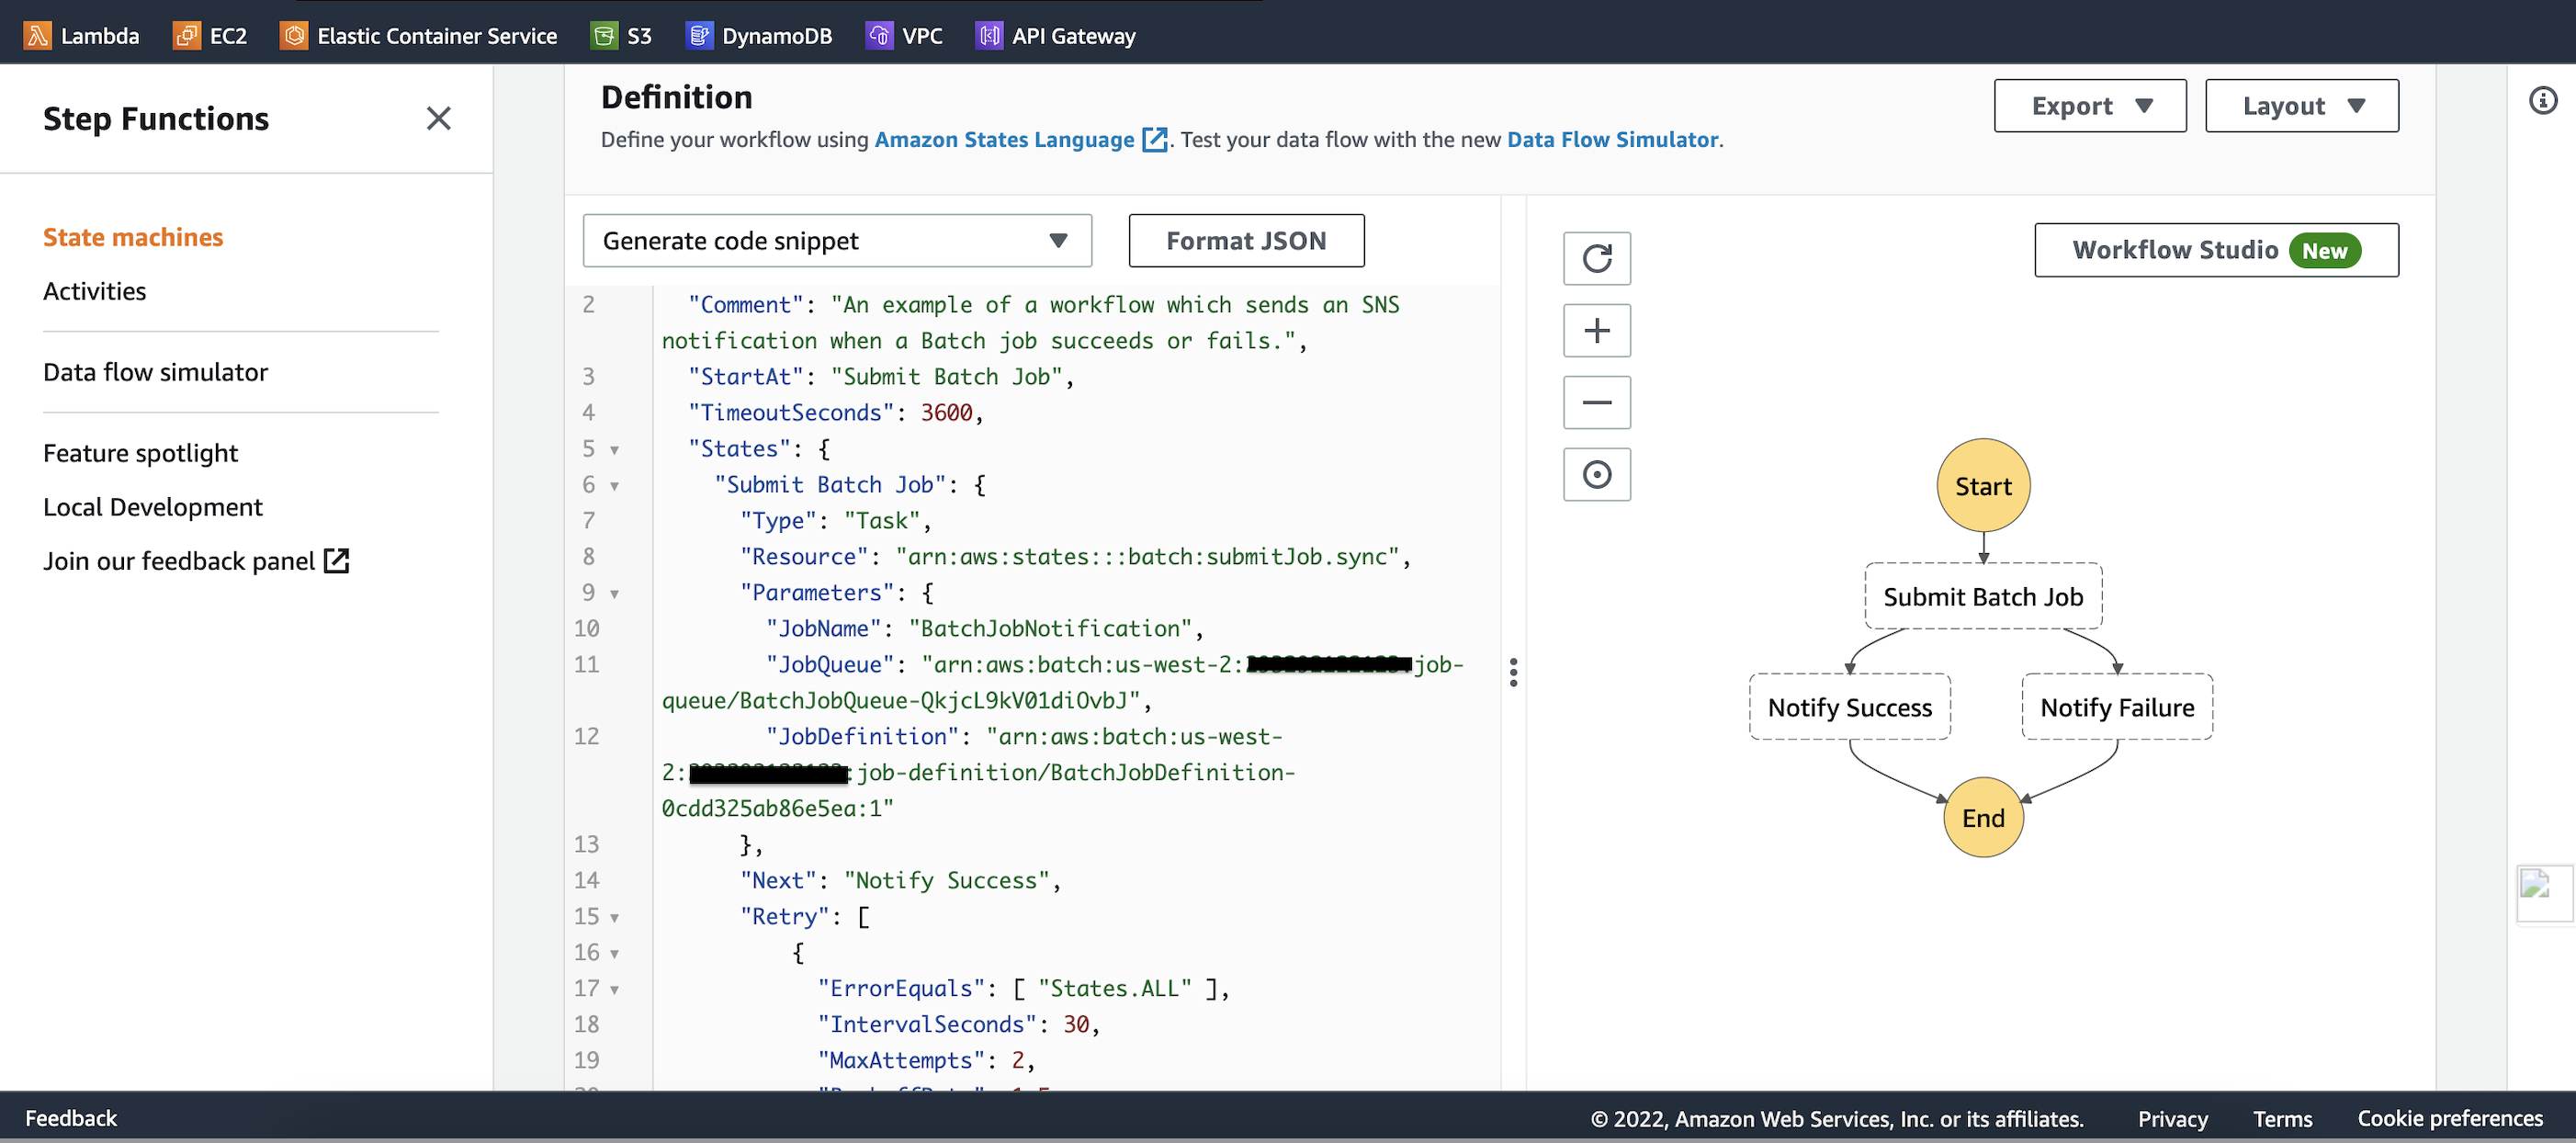 Lambda EC2 Elastic Container Service S3 DynamoDB VPC API Gateway
Step Functions
State machines
Activities
Data flow simulator
Feature spotlight
Local Development
Join our feedback panel
Definition
Define your workflow using Amazon States Language. Test your data flow with the new Data Flow Simulator.
Export Layout
Generate code snippet Format JSON
2 "Comment": "An example of a workflow which sends an SNS
notification when a Batch job succeeds or fails.",
3 "StartAt": "Submit Batch Job",
4 "TimeoutSeconds": 3600,
5 "States": {
6 "Submit Batch Job": {
7 "Type": "Task",
8 "Resource": "arn:aws:states:::batch:submitJob.sync",
9 "Parameters": {
10 "JobName": "BatchJobNotification",
11 "JobQueue": "arn:aws:batch:us-west-2: job-
queue/BatchJobQueue-QkjcL9kV01diOvbJ",
12 "JobDefinition": "arn:aws:batch:us-west-
2: :job-definition/BatchJobDefinition-
0cdd325ab86e5ea:1"
13 },
14 "Next": "Notify Success",
15 "Retry": [
16 {
17 "ErrorEquals": [ "States.ALL" ],
18 "IntervalSeconds": 30,
19 "MaxAttempts": 2,
Workflow Studio New
Start
Submit Batch Job
Notify Success Notify Failure
End
Feedback © 2022, Amazon Web Services, Inc. or its affiliates. Privacy Terms Cookie preferences